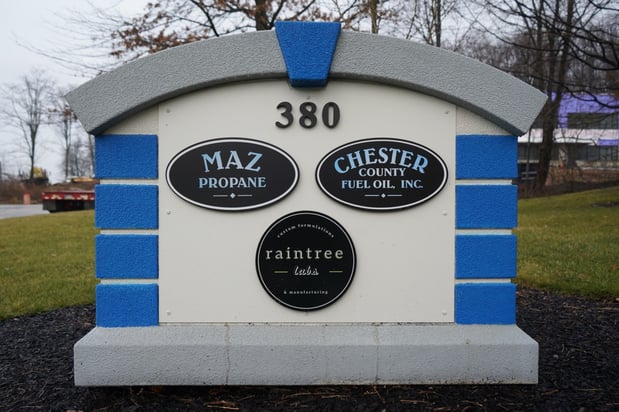 380
MAZ
PROPANE
CHESTER
COUNTY
FUEL OIL, INC.
custom formulations
raintree
labs
& manufacturing